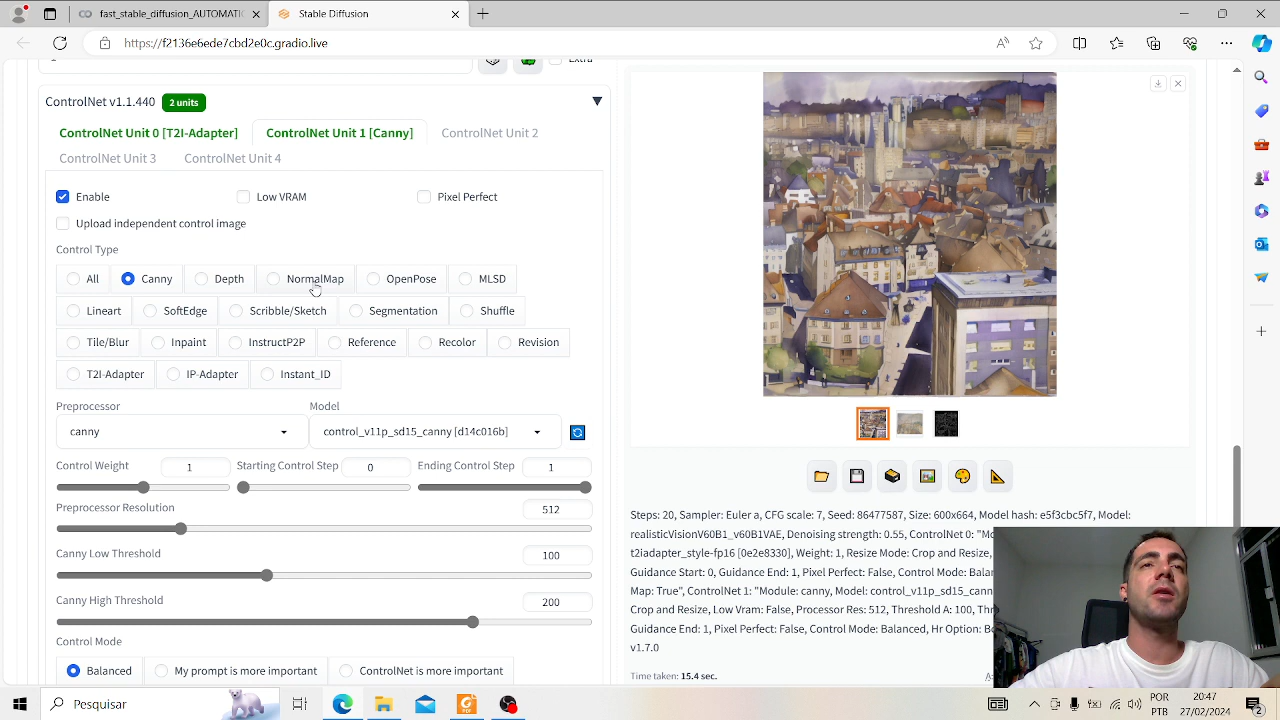 fast_stable_diffusion_AUTOMATIC
Stable Diffusion
https://f2136e6ede7cbd2e0c.gradio.live
Extra
ControlNet v1.1.440 2 units
ControlNet Unit 0 [T2I-Adapter] ControlNet Unit 1 [Canny] ControlNet Unit 2
ControlNet Unit 3 ControlNet Unit 4
Enable Low VRAM Pixel Perfect
Upload independent control image
Control Type
All Canny Depth NormalMap OpenPose MLSD
Lineart SoftEdge Scribble/Sketch Segmentation Shuffle
Tile/Blur Inpaint InstructP2P Reference Recolor Revision
T2I-Adapter IP-Adapter Instant_ID
Preprocessor Model
canny control_v11p_sd15_canny [d14c016b]
Control Weight 1 Starting Control Step 0 Ending Control Step 1
Preprocessor Resolution 512
Canny Low Threshold 100
Canny High Threshold 200
Control Mode
Balanced My prompt is more important ControlNet is more important
Steps: 20, Sampler: Euler a, CFG scale: 7, Seed: 86477587, Size: 600x664, Model hash: e5f3cbc5f7, Model:
realisticVisionV60B1_v60B1VAE, Denoising strength: 0.55, ControlNet 0: "Mo
t2iadapter_style-fp16 [0e2e8330], Weight: 1, Resize Mode: Crop and Resize,
Guidance Start: 0, Guidance End: 1, Pixel Perfect: False, Control Mode: Balan
Map: True", ControlNet 1: "Module: canny, Model: control_v11p_sd15_cann
Crop and Resize, Low Vram: False, Processor Res: 512, Threshold A: 100, Thr
Guidance End: 1, Pixel Perfect: False, Control Mode: Balanced, Hr Option: Bo
v1.7.0
Time taken: 15.4 sec.
Pesquisar
POR
PTB
20:47
27/02/2024
2